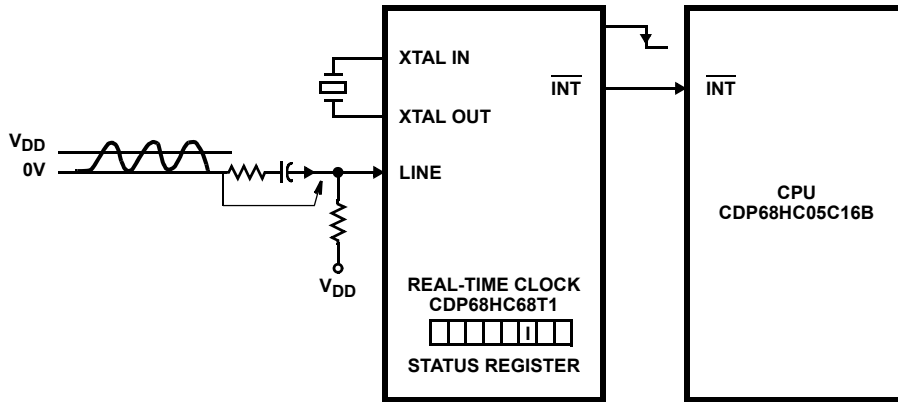 XTAL IN
XTAL OUT
INT
LINE
VDD
0V
VDD
REAL-TIME CLOCK
CDP68HC68T1
I
STATUS REGISTER
INT
CPU
CDP68HC05C16B